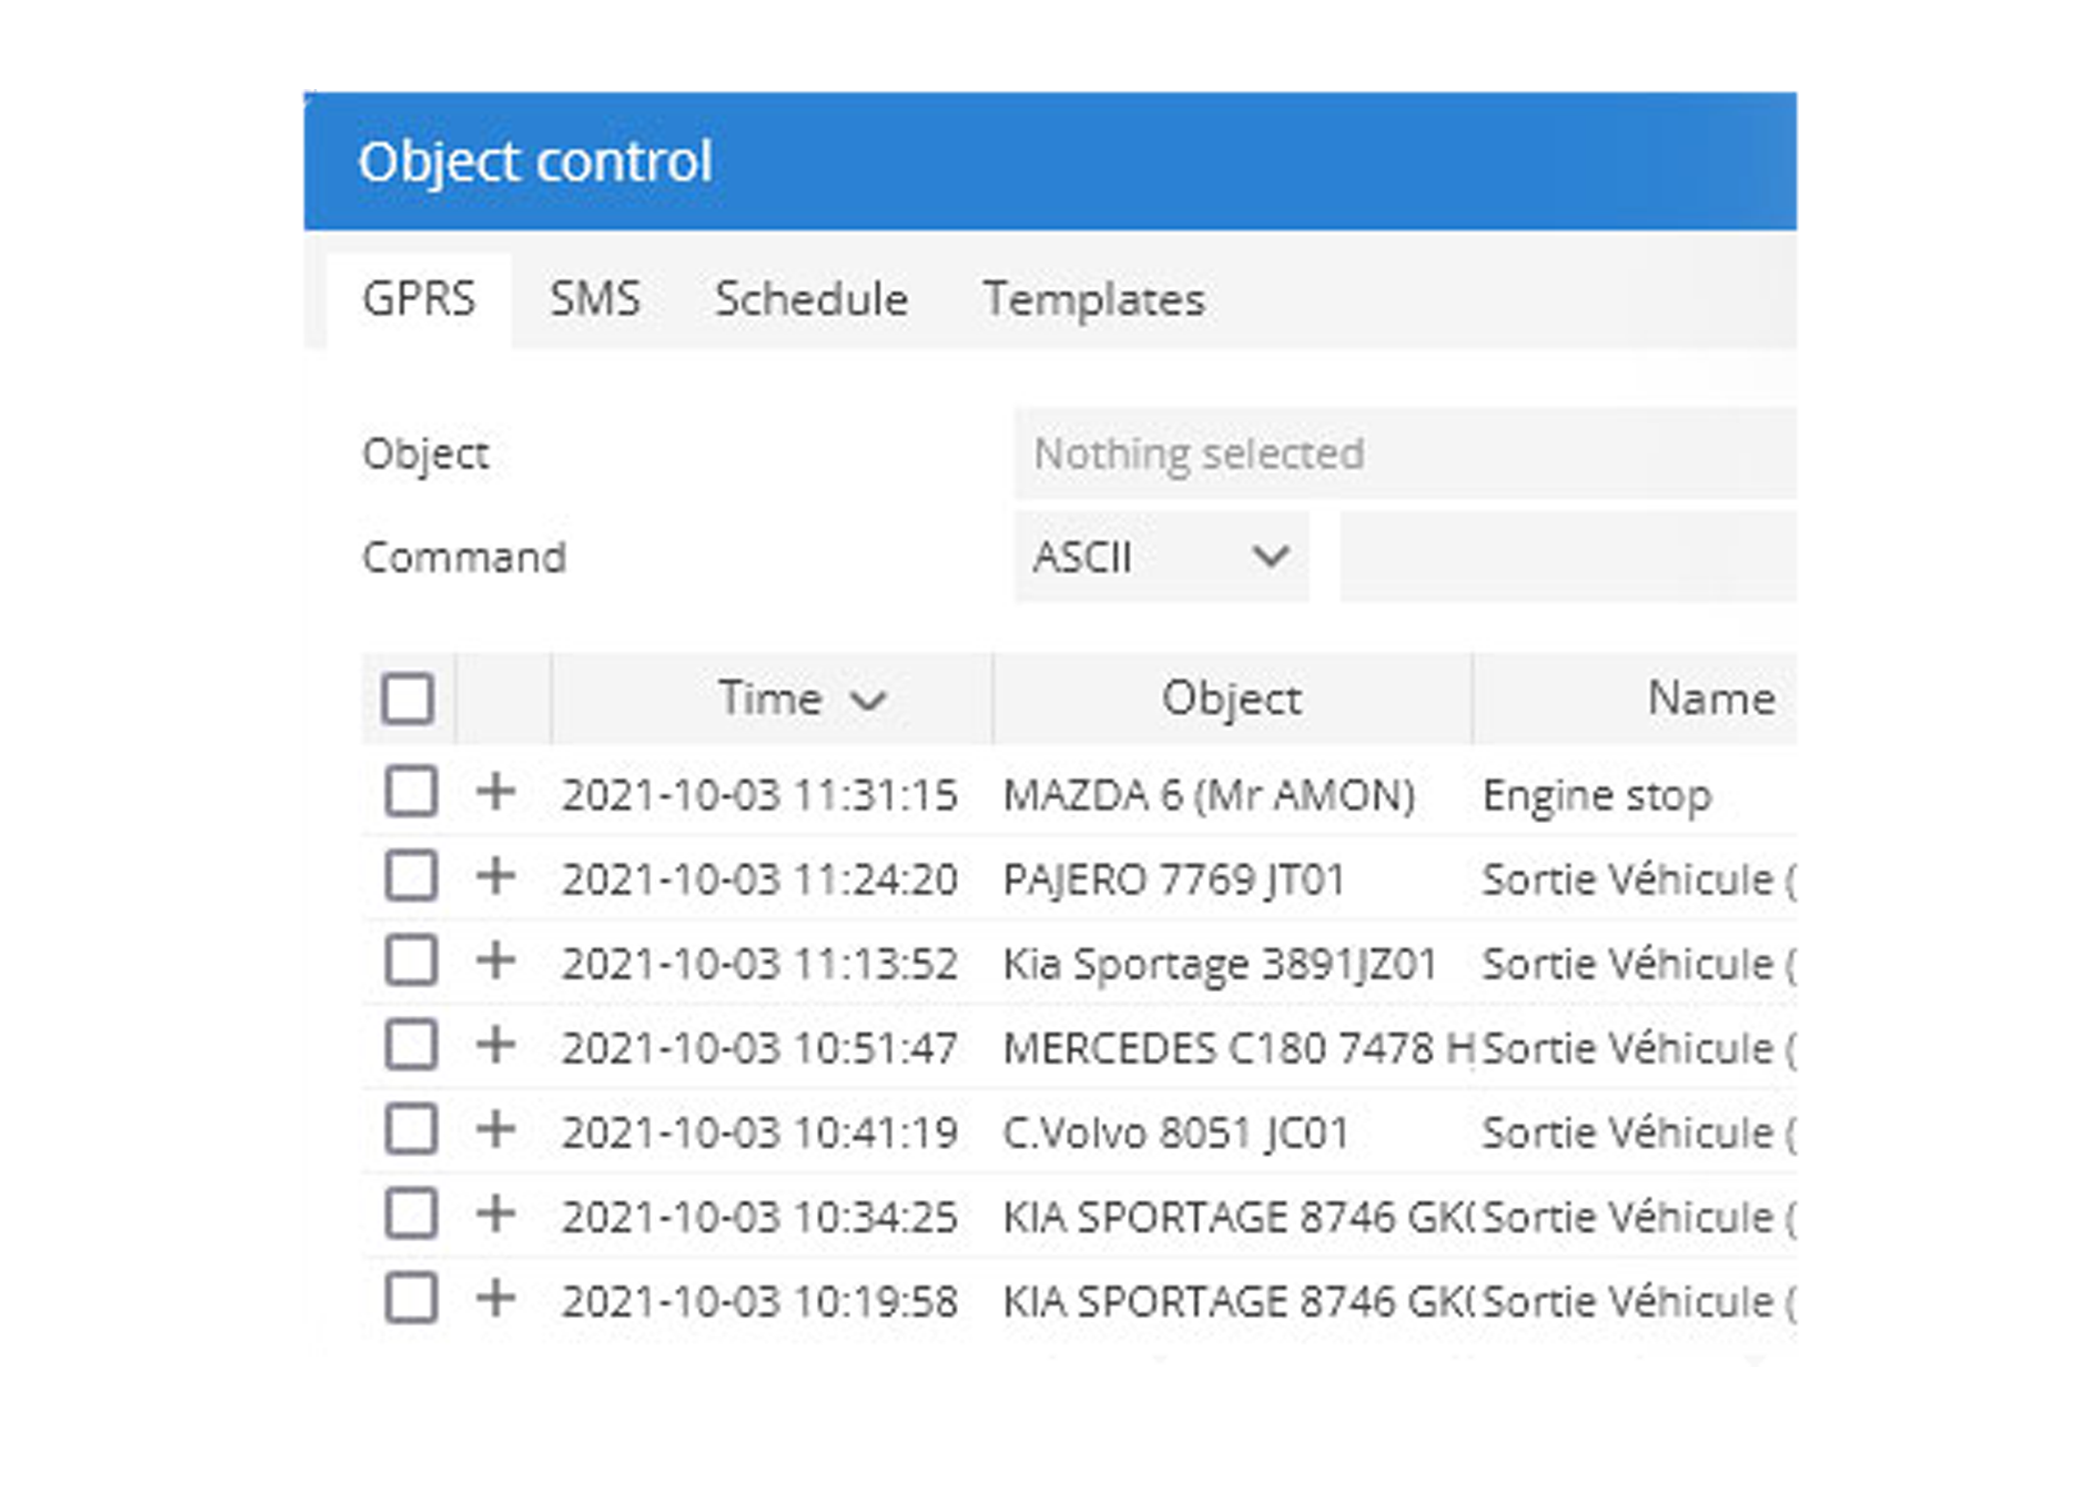 Object control
GPRS SMS Schedule Templates
Object Nothing selected
Command ASCII
Time Object Name
2021-10-03 11:31:15 MAZDA 6 (Mr AMON) Engine stop
2021-10-03 11:24:20 PAJERO 7769 JT01 Sortie Véhicule (
2021-10-03 11:13:52 Kia Sportage 3891JZ01 Sortie Véhicule (
2021-10-03 10:51:47 MERCEDES C180 7478 H Sortie Véhicule (
2021-10-03 10:41:19 C.Volvo 8051 JC01 Sortie Véhicule (
2021-10-03 10:34:25 KIA SPORTAGE 8746 GK Sortie Véhicule (
2021-10-03 10:19:58 KIA SPORTAGE 8746 GK Sortie Véhicule (